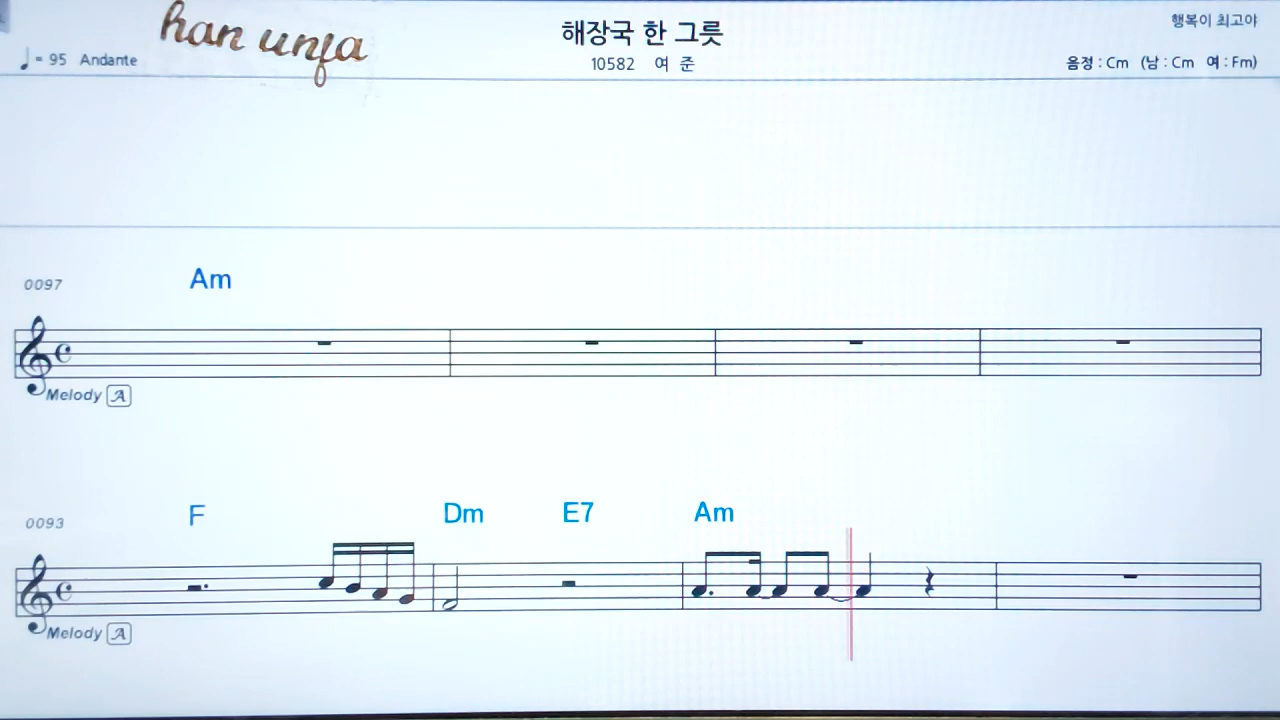 han unja
해장국 한 그릇
행복이 최고야
♩ = 95 Andante
10582 여 준
음정 : Cm (남 : Cm 여 : Fm)
0097 Am
Melody A
0093 F Dm E7 Am
Melody A